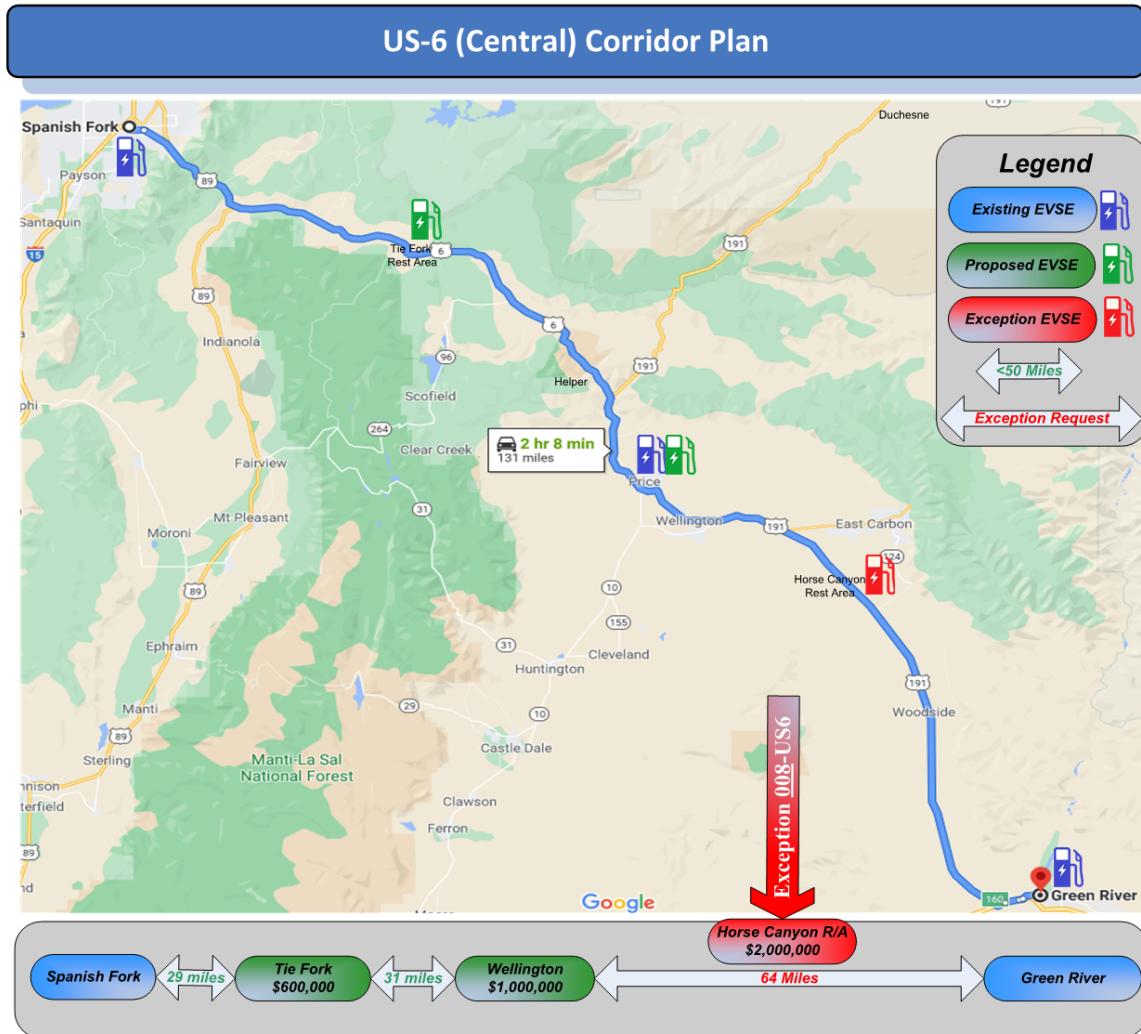 US-6 (Central) Corridor Plan
191
Duchesne
Spanish Fork
Payson
Santaquin
15
89
Tie Fork
Rest Area
6
191
89
Indianola
6
191
96
Helper
Scofield
264
Clear Creek
2 hr 8 min
131 miles
Fairview
31
Mt Pleasant
Moroni
Price
Wellington
191
East Carbon
124
Horse Canyon
Rest Area
10
155
89
Ephraim
31
Cleveland
Huntington
191
Woodside
Manti
29
10
89
Sterling
Castle Dale
Manti-La Sal
National Forest
Clawson
Ferron
89
160
Green River
Google
Legend
Existing EVSE
Proposed EVSE
Exception EVSE
<50 Miles
Exception Request
Exception 008-US6
Horse Canyon R/A
$2,000,000
Spanish Fork
29 miles
Tie Fork
$600,000
31 miles
Wellington
$1,000,000
64 Miles
Green River